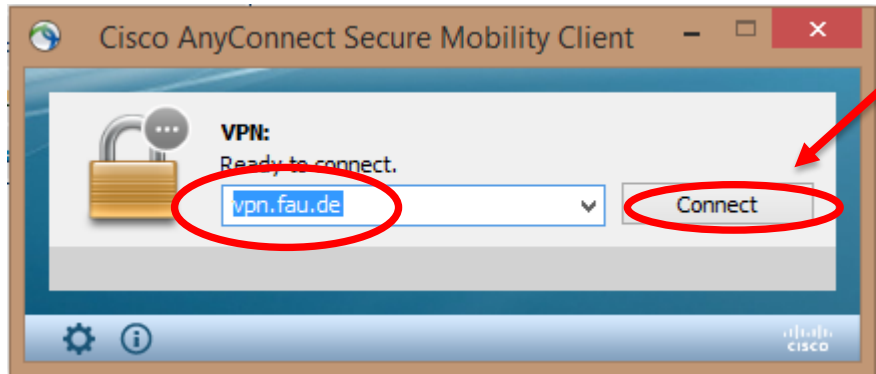 Cisco AnyConnect Secure Mobility Client
VPN:
Ready to connect.
vpn.fau.de
Connect
cisco